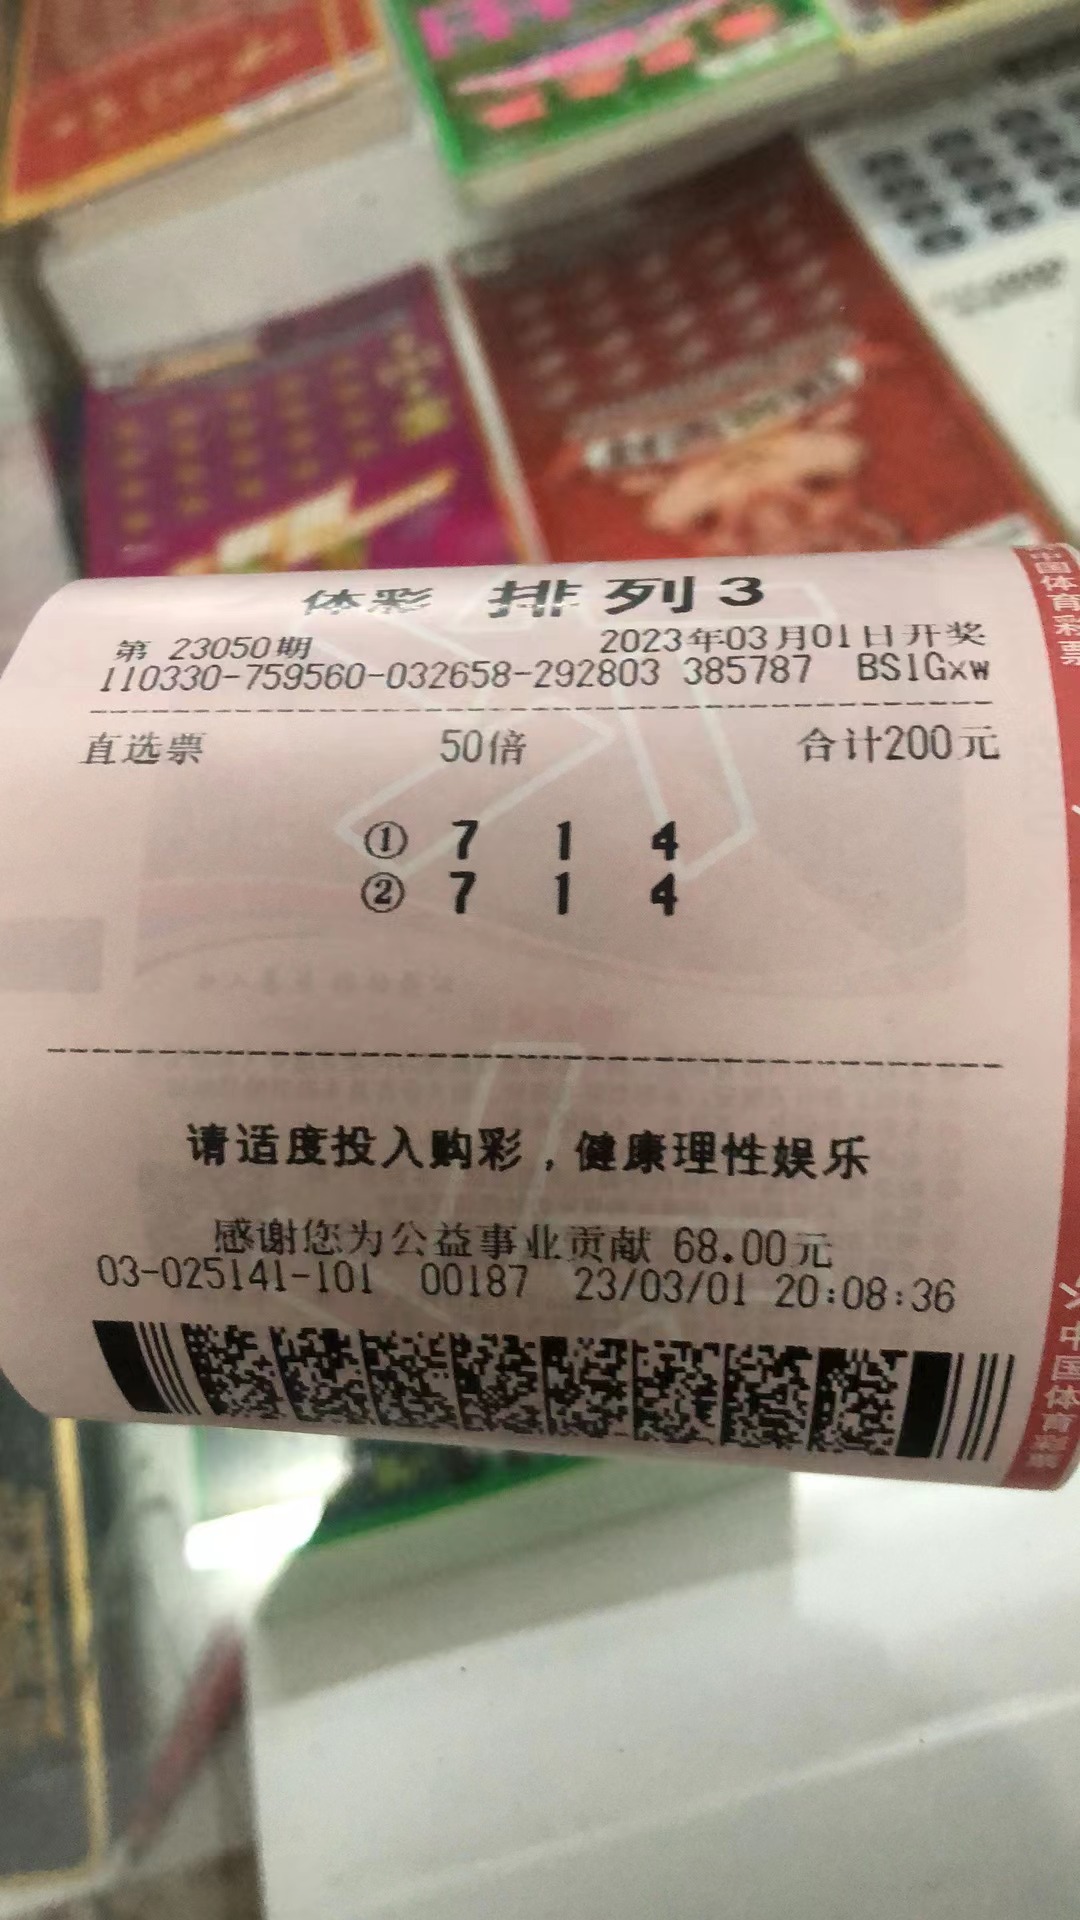 体彩 排列3
第 23050期 2023年03月01日开奖
110330-759560-032658-292803 385787 BS1Gxw
直选票 50倍 合计200元
① 7 1 4
② 7 1 4
请适度投入购彩，健康理性娱乐
感谢您为公益事业贡献 68.00元
03-025141-101 00187 23/03/01 20:08:36
中国体育彩票
中国体育彩票